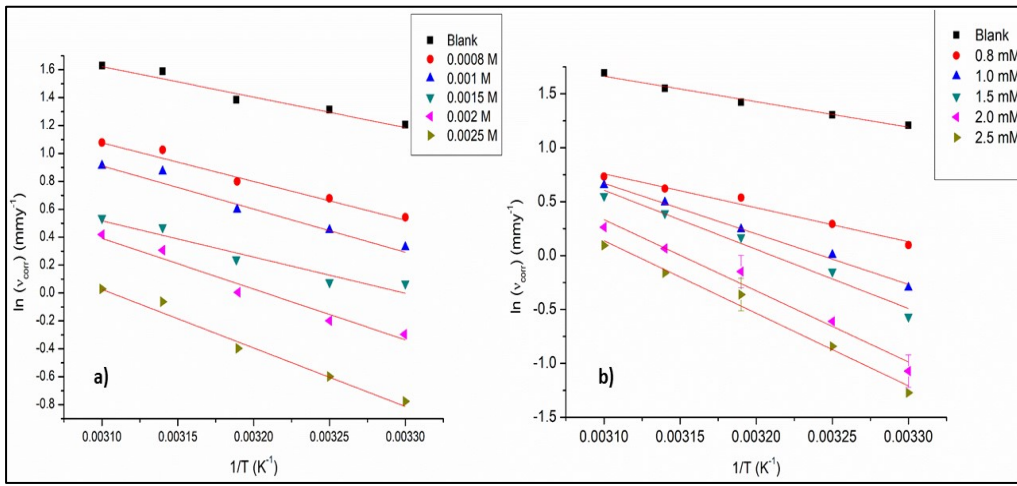 Blank
0.0008 M
0.001 M
0.0015 M
0.002 M
0.0025 M
1.6
1.4
1.2
1.0
0.8
0.6
0.4
0.2
0.0
-0.2
-0.4
-0.6
-0.8
ln (νcorr) (mmy⁻¹)
a)
0.00310 0.00315 0.00320 0.00325 0.00330
1/T (K⁻¹)
Blank
0.8 mM
1.0 mM
1.5 mM
2.0 mM
2.5 mM
1.5
1.0
0.5
0.0
-0.5
-1.0
-1.5
ln (νcorr) (mmy⁻¹)
b)
0.00310 0.00315 0.00320 0.00325 0.00330
1/T (K⁻¹)